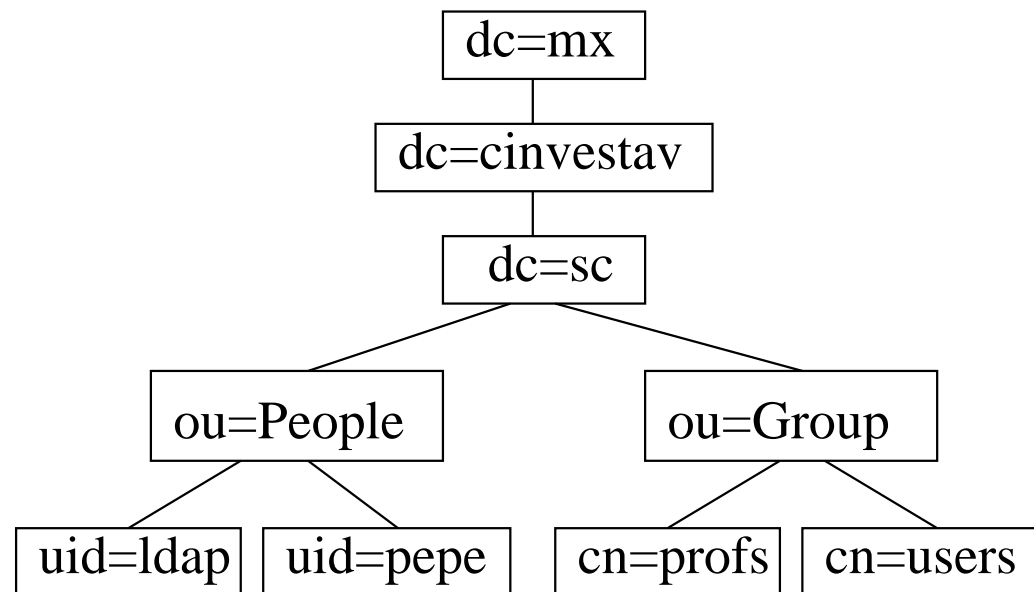 dc=mx
dc=cinvestav
dc=sc
ou=People
ou=Group
uid=ldap
uid=pepe
cn=profs
cn=users